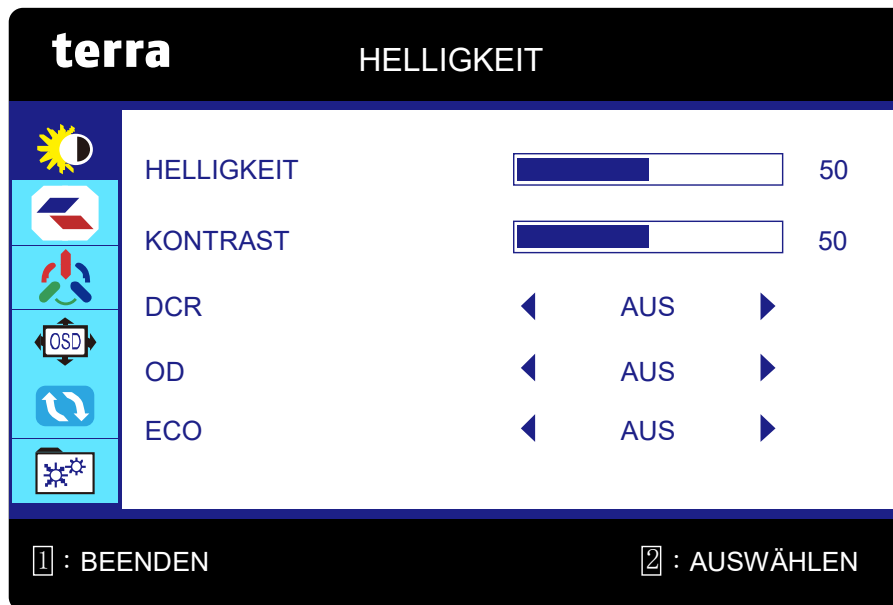 terra HELLIGKEIT
HELLIGKEIT 50
KONTRAST 50
DCR AUS
OD AUS
OSD
ECO AUS
1 : BEENDEN 2 : AUSWÄHLEN